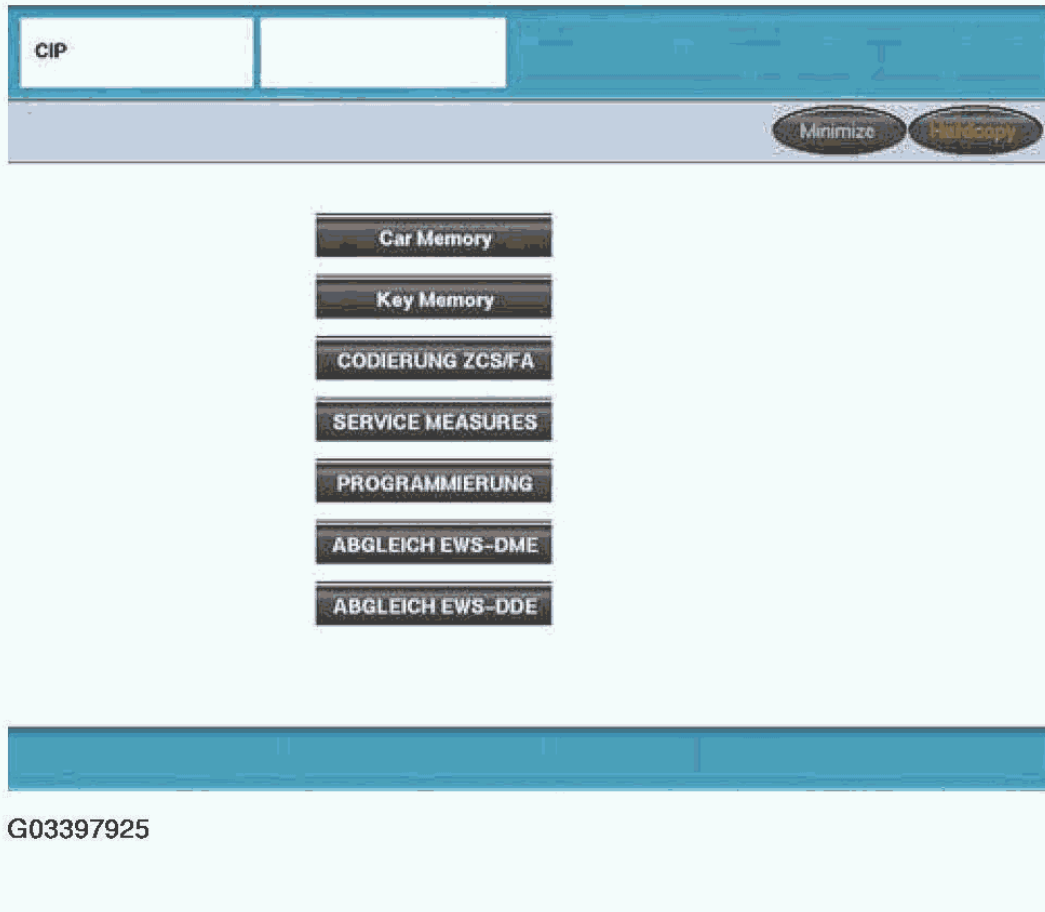 CIP
Minimize
Hardcopy
Car Memory
Key Memory
CODIERUNG ZCS/FA
SERVICE MEASURES
PROGRAMMIERUNG
ABGLEICH EWS-DME
ABGLEICH EWS-DDE
G03397925